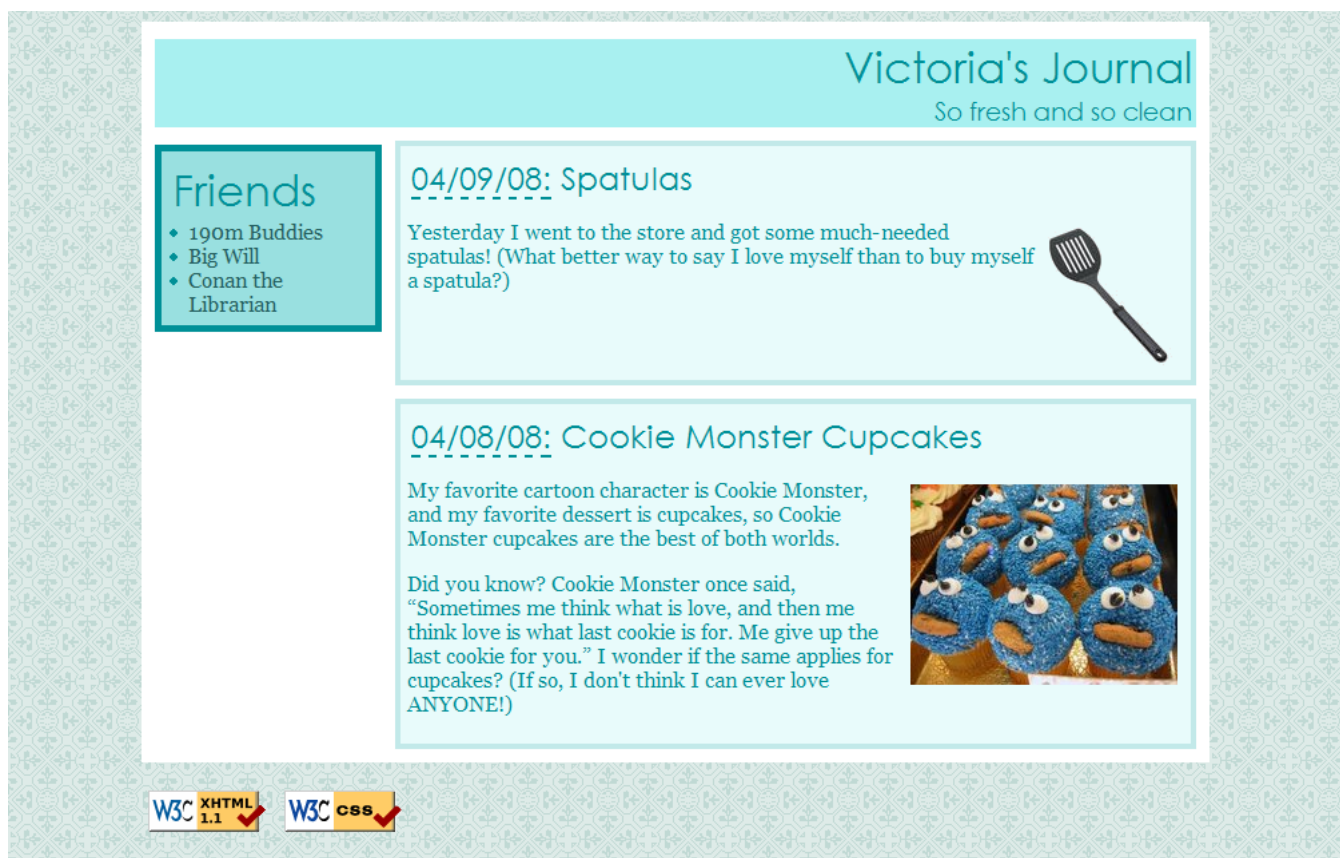 Victoria's Journal
So fresh and so clean
Friends
190m Buddies
Big Will
Conan the
Librarian
04/09/08: Spatulas
Yesterday I went to the store and got some much-needed
spatulas! (What better way to say I love myself than to buy myself
a spatula?)
04/08/08: Cookie Monster Cupcakes
My favorite cartoon character is Cookie Monster,
and my favorite dessert is cupcakes, so Cookie
Monster cupcakes are the best of both worlds.
Did you know? Cookie Monster once said,
“Sometimes me think what is love, and then me
think love is what last cookie is for. Me give up the
last cookie for you.” I wonder if the same applies for
cupcakes? (If so, I don't think I can ever love
ANYONE!)
W3C XHTML
1.1
W3C css